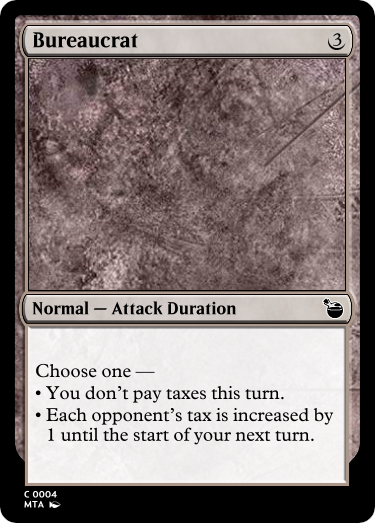 Bureaucrat 3
Normal — Attack Duration
Choose one —
• You don't pay taxes this turn.
• Each opponent's tax is increased by
1 until the start of your next turn.
C 0004
MTA